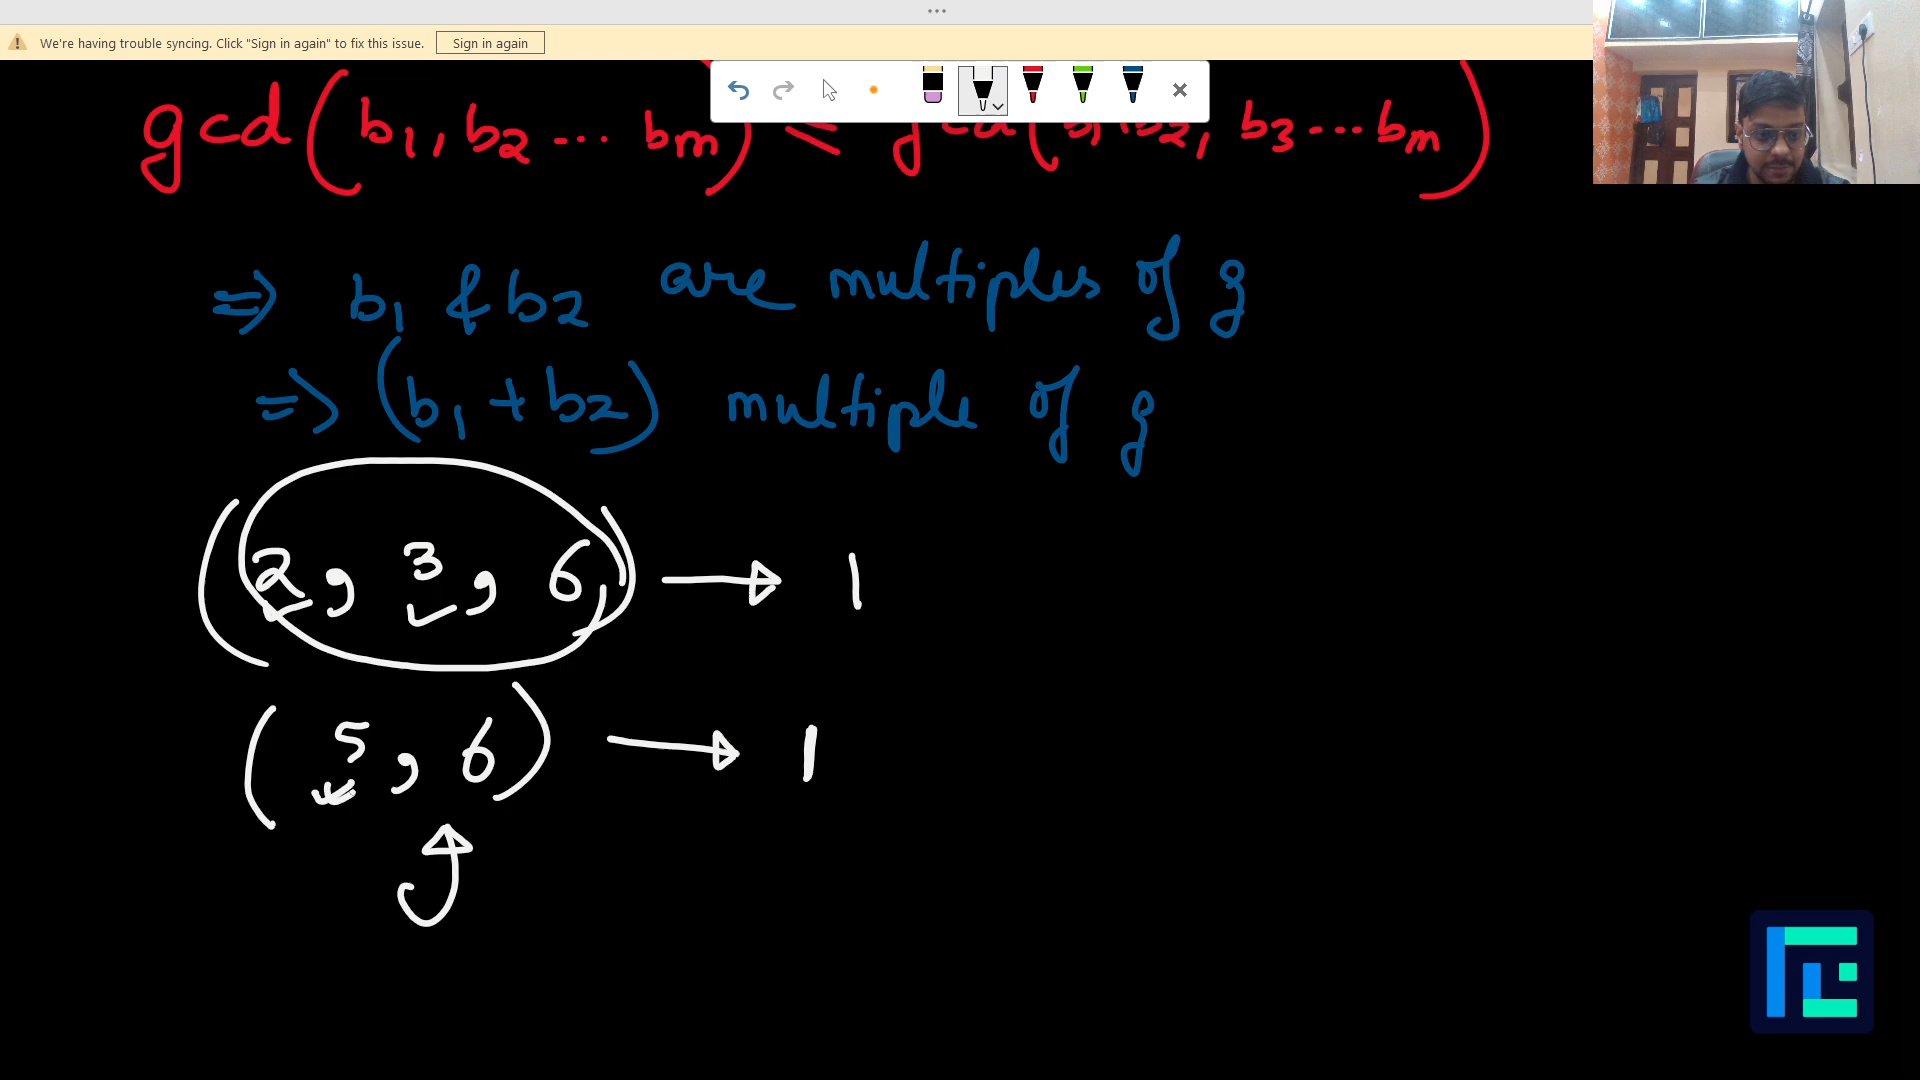 We're having trouble syncing. Click "Sign in again" to fix this issue. Sign in again
gcd(b1, b2 ... bm) ≤ gcd(b1+b2, b3 ... bm)
=> b1 & b2 are multiples of g
=> (b1 + b2) multiple of g
(2, 3, 6) → 1
(5, 6) → 1